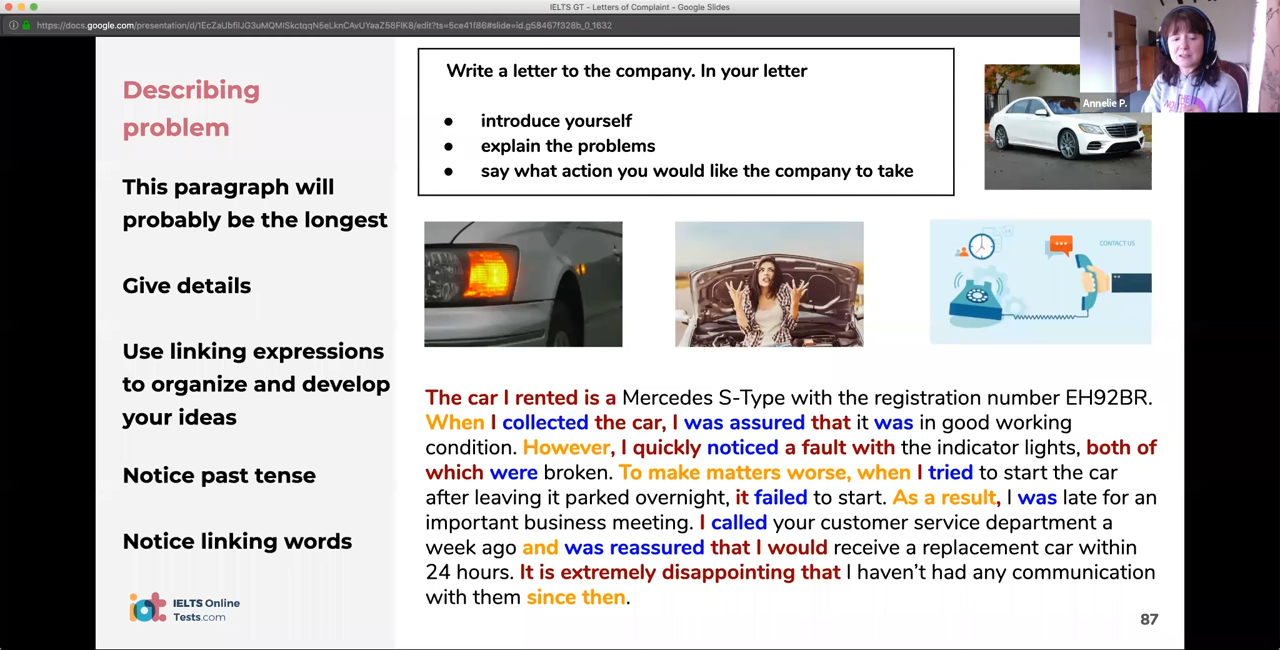 IELTS GT - Letters of Complaint - Google Slides
Annelie P.
Describing
problem
This paragraph will
probably be the longest
Give details
Use linking expressions
to organize and develop
your ideas
Notice past tense
Notice linking words
IELTS Online
Tests.com
Write a letter to the company. In your letter
● introduce yourself
● explain the problems
● say what action you would like the company to take
CONTACT US
The car I rented is a Mercedes S-Type with the registration number EH92BR.
When I collected the car, I was assured that it was in good working
condition. However, I quickly noticed a fault with the indicator lights, both of
which were broken. To make matters worse, when I tried to start the car
after leaving it parked overnight, it failed to start. As a result, I was late for an
important business meeting. I called your customer service department a
week ago and was reassured that I would receive a replacement car within
24 hours. It is extremely disappointing that I haven't had any communication
with them since then.
87